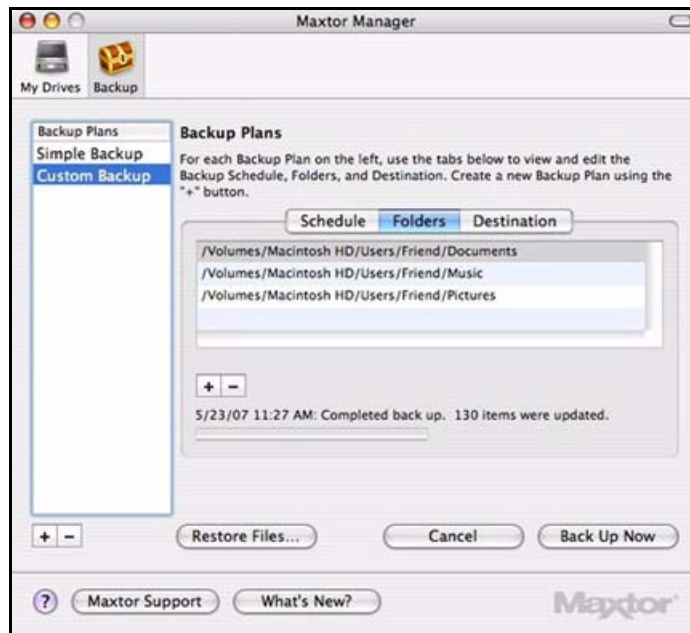 Maxtor Manager
My Drives
Backup
Backup Plans
Simple Backup
Custom Backup
Backup Plans
For each Backup Plan on the left, use the tabs below to view and edit the
Backup Schedule, Folders, and Destination. Create a new Backup Plan using the
"+" button.
Schedule
Folders
Destination
/Volumes/Macintosh HD/Users/Friend/Documents
/Volumes/Macintosh HD/Users/Friend/Music
/Volumes/Macintosh HD/Users/Friend/Pictures
+ −
5/23/07 11:27 AM: Completed back up. 130 items were updated.
+ −
Restore Files...
Cancel
Back Up Now
?
Maxtor Support
What's New?
Maxtor